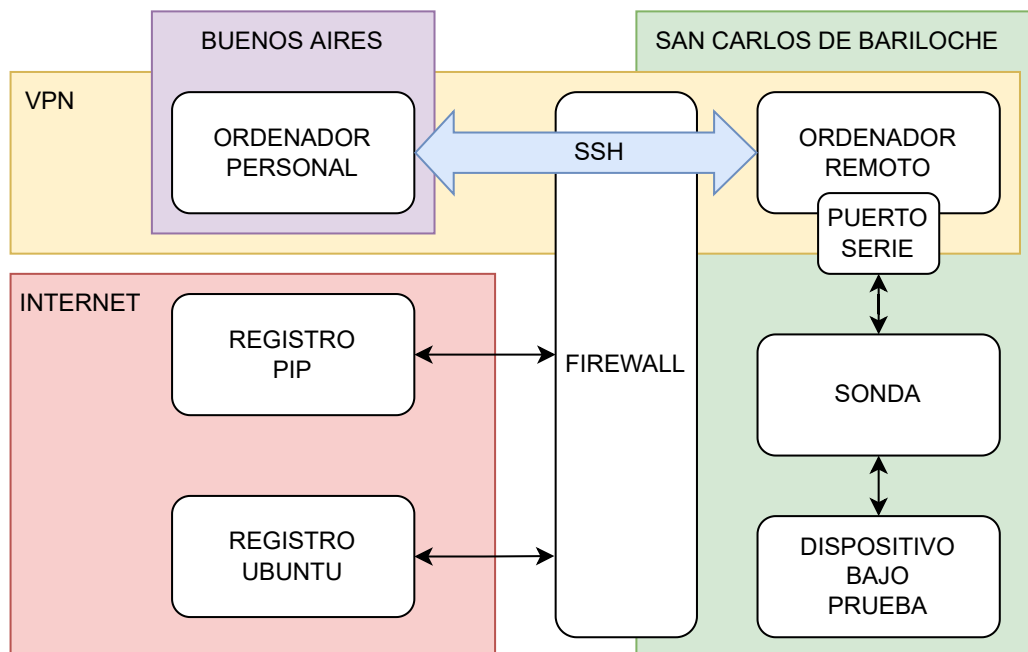 BUENOS AIRES
SAN CARLOS DE BARILOCHE
VPN
ORDENADOR
PERSONAL
SSH
ORDENADOR
REMOTO
PUERTO
SERIE
INTERNET
REGISTRO
PIP
FIREWALL
SONDA
REGISTRO
UBUNTU
DISPOSITIVO
BAJO
PRUEBA